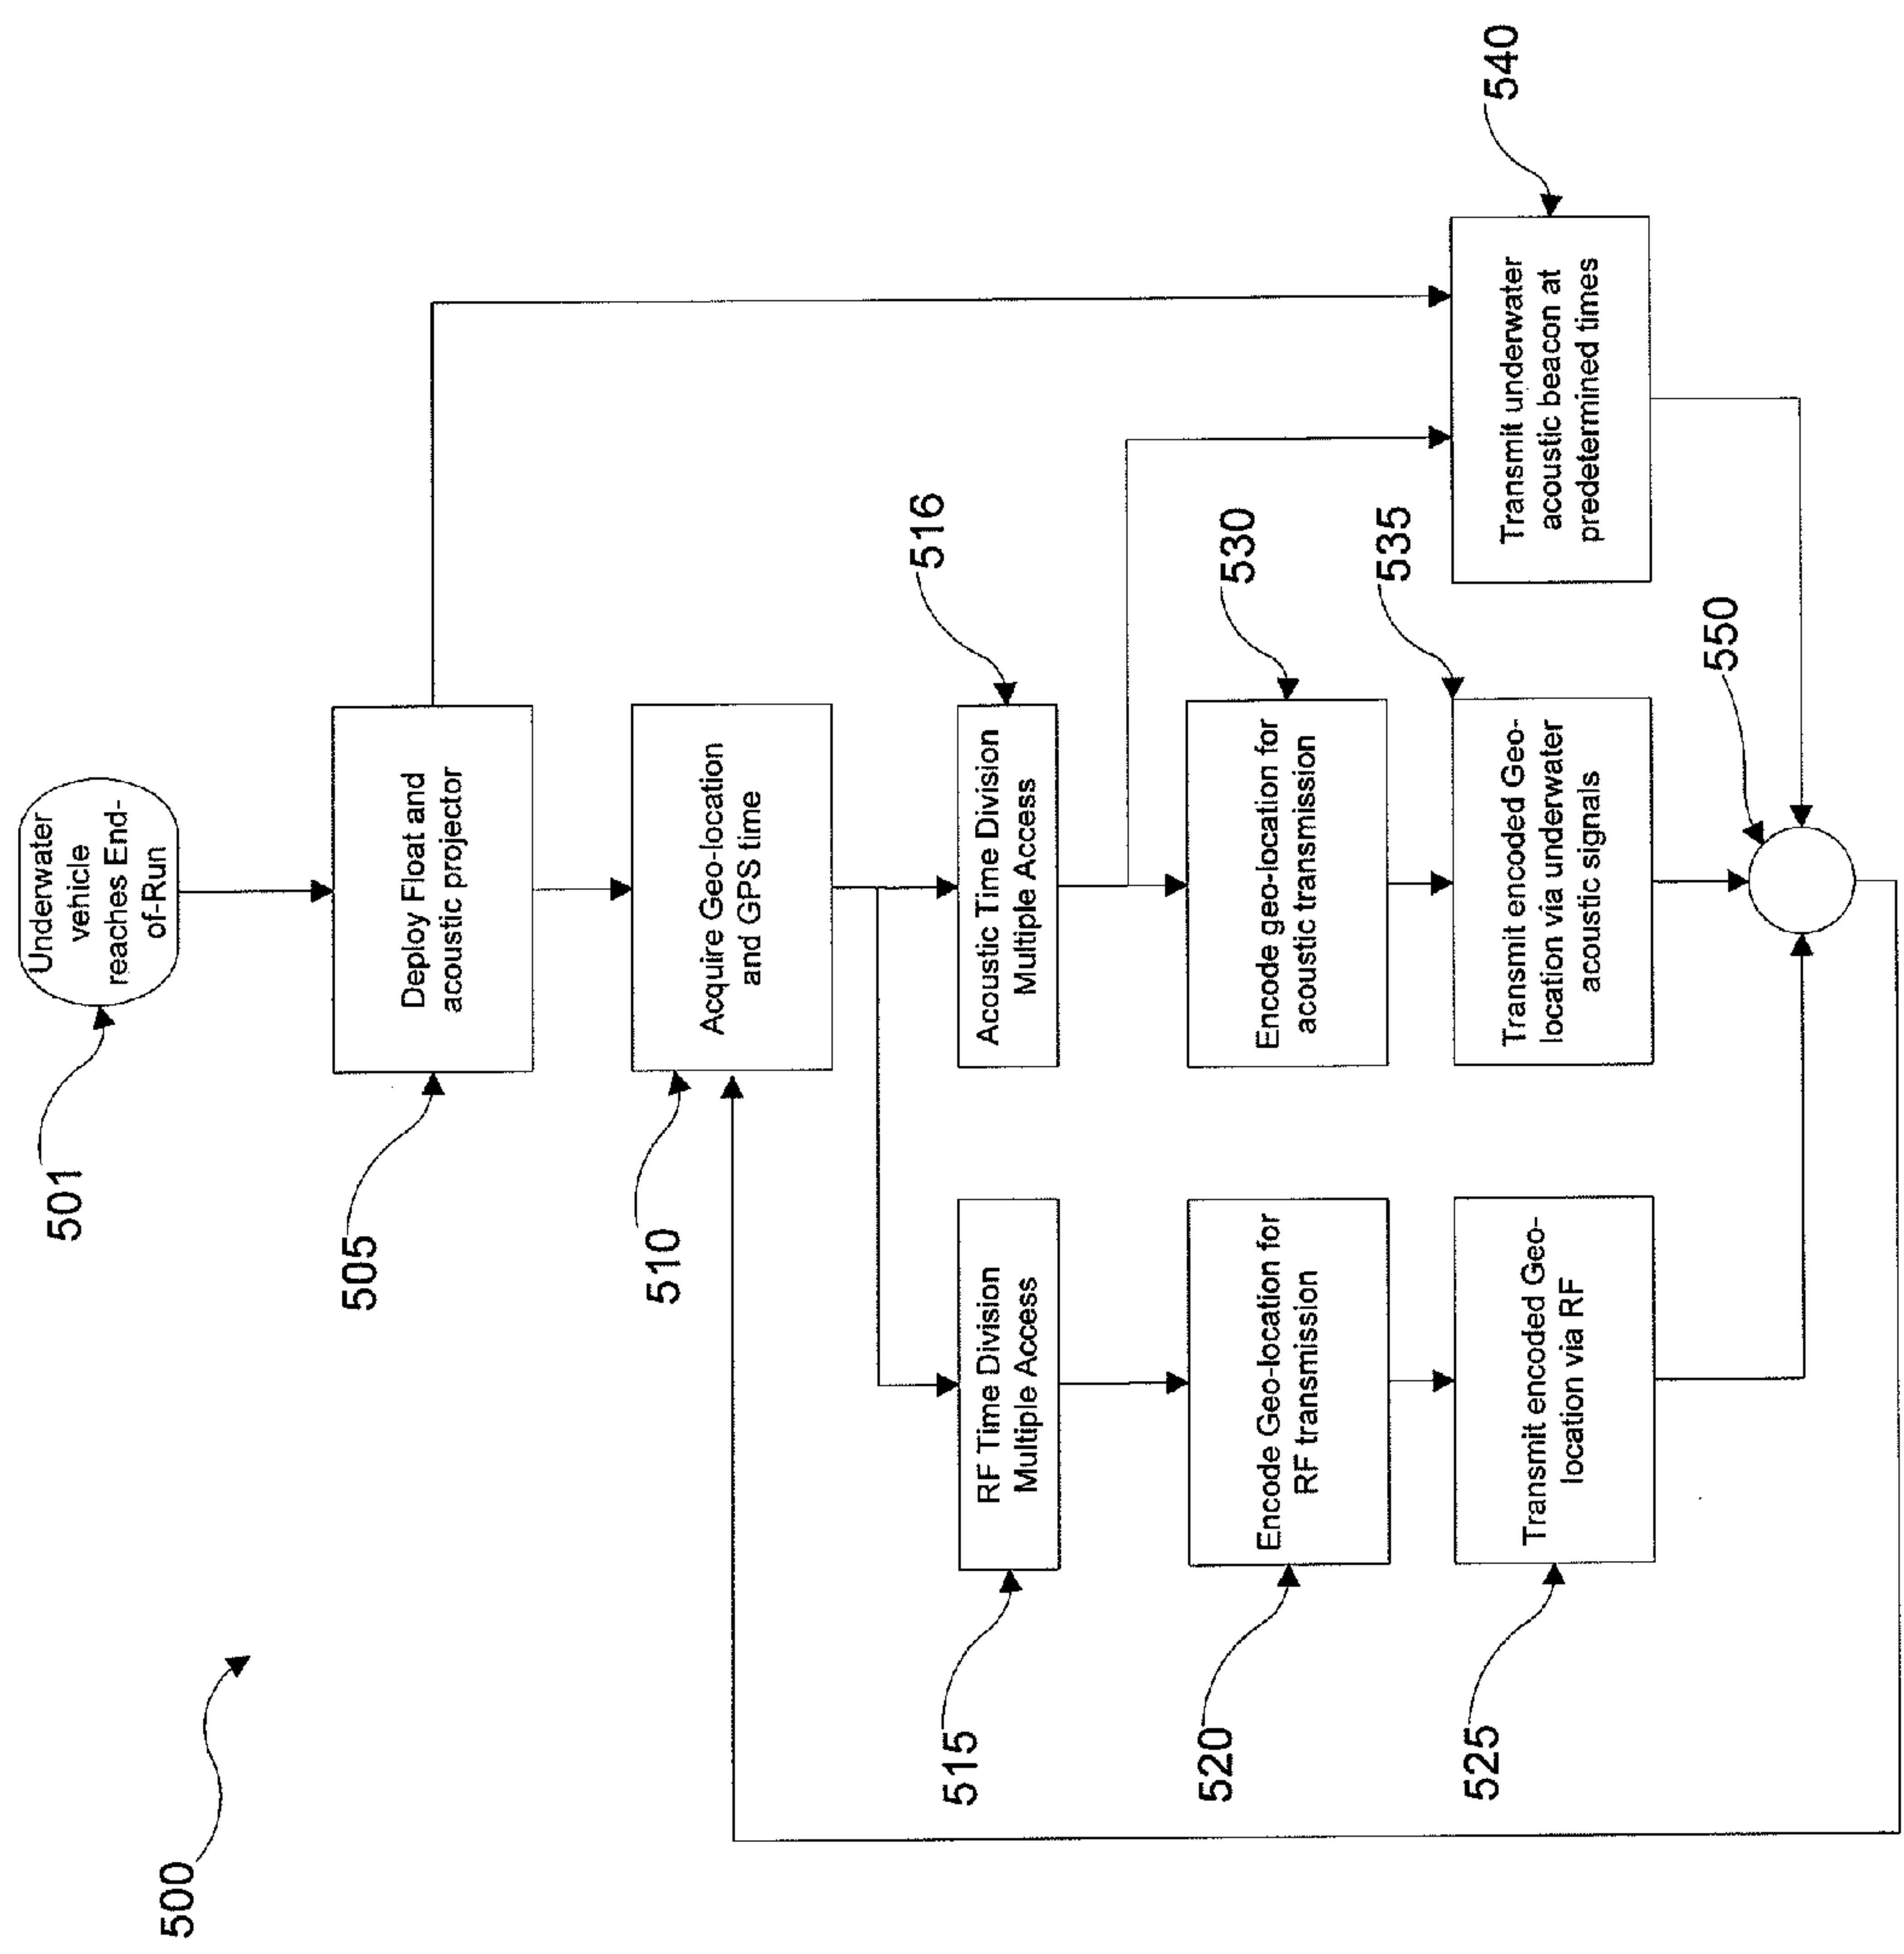 500
501
Underwater
vehicle
reaches End-
of-Run
505
Deploy Float and
acoustic projector
510
Acquire Geo-location
and GPS time
515
RF Time Division
Multiple Access
516
Acoustic Time Division
Multiple Access
520
Encode Geo-location for
RF transmission
530
Encode geo-location for
acoustic transmission
525
Transmit encoded Geo-
location via RF
535
Transmit encoded Geo-
location via underwater
acoustic signals
540
Transmit underwater
acoustic beacon at
predetermined times
550